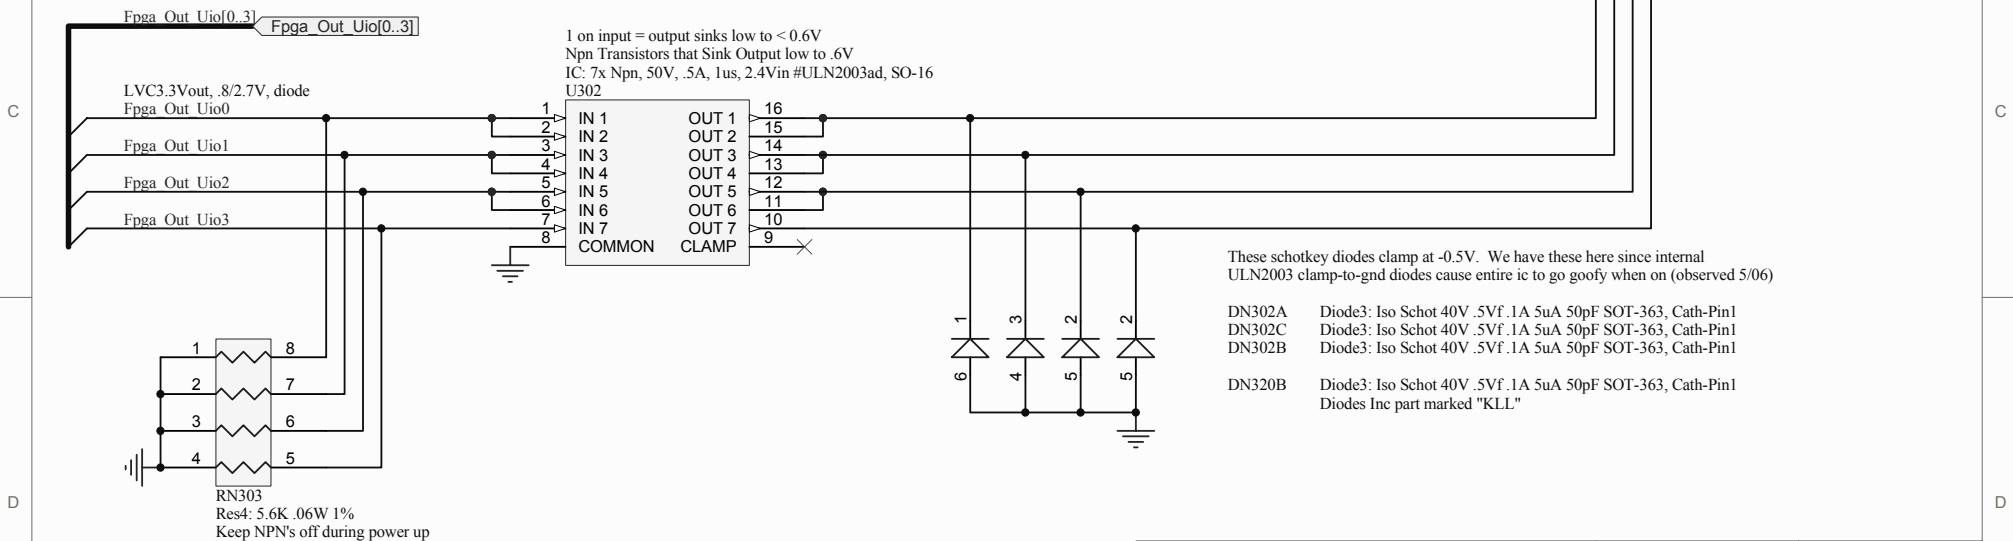 Fpga_Out_Uio[0..3]
Fpga_Out_Uio[0..3]
1 on input = output sinks low to < 0.6V
Npn Transistors that Sink Output low to .6V
IC: 7x Npn, 50V, .5A, 1us, 2.4Vin #ULN2003ad, SO-16
U302
LVC3.3Vout, .8/2.7V, diode
C
C
Fpga_Out_Uio0
1 IN 1 OUT 1 16
2 IN 2 OUT 2 15
Fpga_Out_Uio1
3 IN 3 OUT 3 14
4 IN 4 OUT 4 13
Fpga_Out_Uio2
5 IN 5 OUT 5 12
6 IN 6 OUT 6 11
Fpga_Out_Uio3
7 IN 7 OUT 7 10
8 COMMON CLAMP 9
These schotkey diodes clamp at -0.5V. We have these here since internal
ULN2003 clamp-to-gnd diodes cause entire ic to go goofy when on (observed 5/06)
DN302A Diode3: Iso Schot 40V .5Vf .1A 5uA 50pF SOT-363, Cath-Pin1
DN302C Diode3: Iso Schot 40V .5Vf .1A 5uA 50pF SOT-363, Cath-Pin1
DN302B Diode3: Iso Schot 40V .5Vf .1A 5uA 50pF SOT-363, Cath-Pin1
DN320B Diode3: Iso Schot 40V .5Vf .1A 5uA 50pF SOT-363, Cath-Pin1
Diodes Inc part marked "KLL"
1 3 2 2
6 4 5 5
1 8
2 7
3 6
4 5
RN303
Res4: 5.6K .06W 1%
Keep NPN's off during power up
D
D